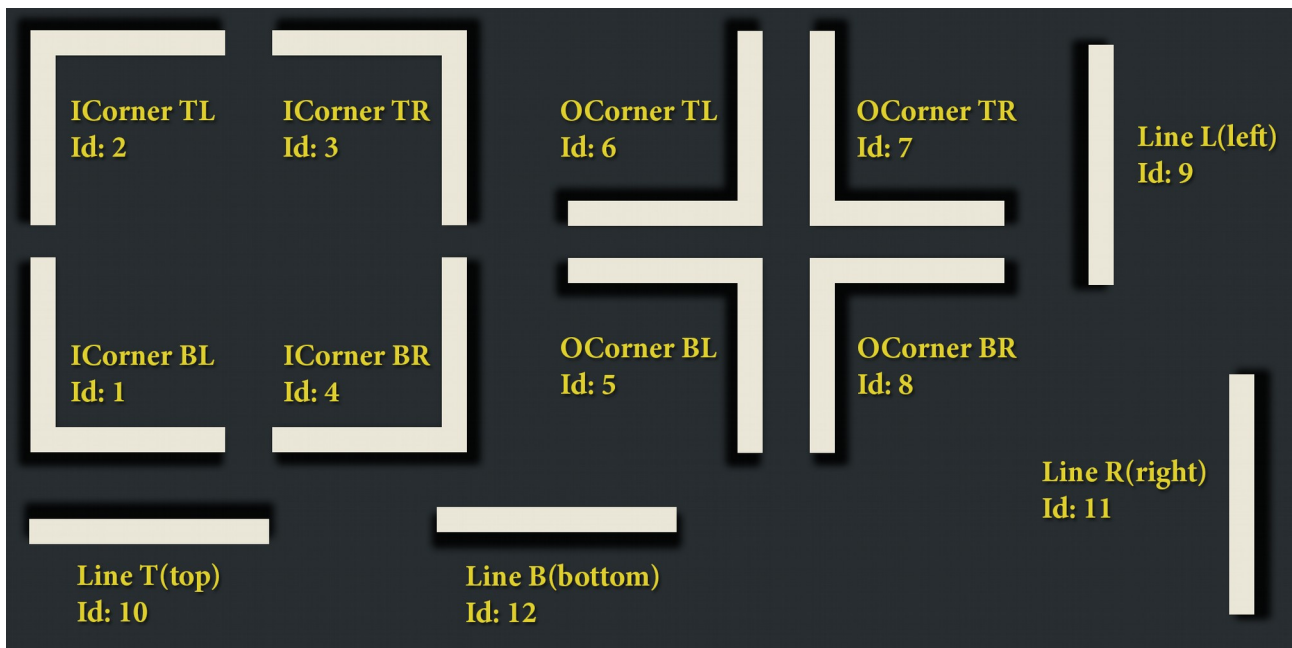 ICorner TL
Id: 2
ICorner TR
Id: 3
OCorner TL
Id: 6
OCorner TR
Id: 7
Line L(left)
Id: 9
ICorner BL
Id: 1
ICorner BR
Id: 4
OCorner BL
Id: 5
OCorner BR
Id: 8
Line R(right)
Id: 11
Line T(top)
Id: 10
Line B(bottom)
Id: 12